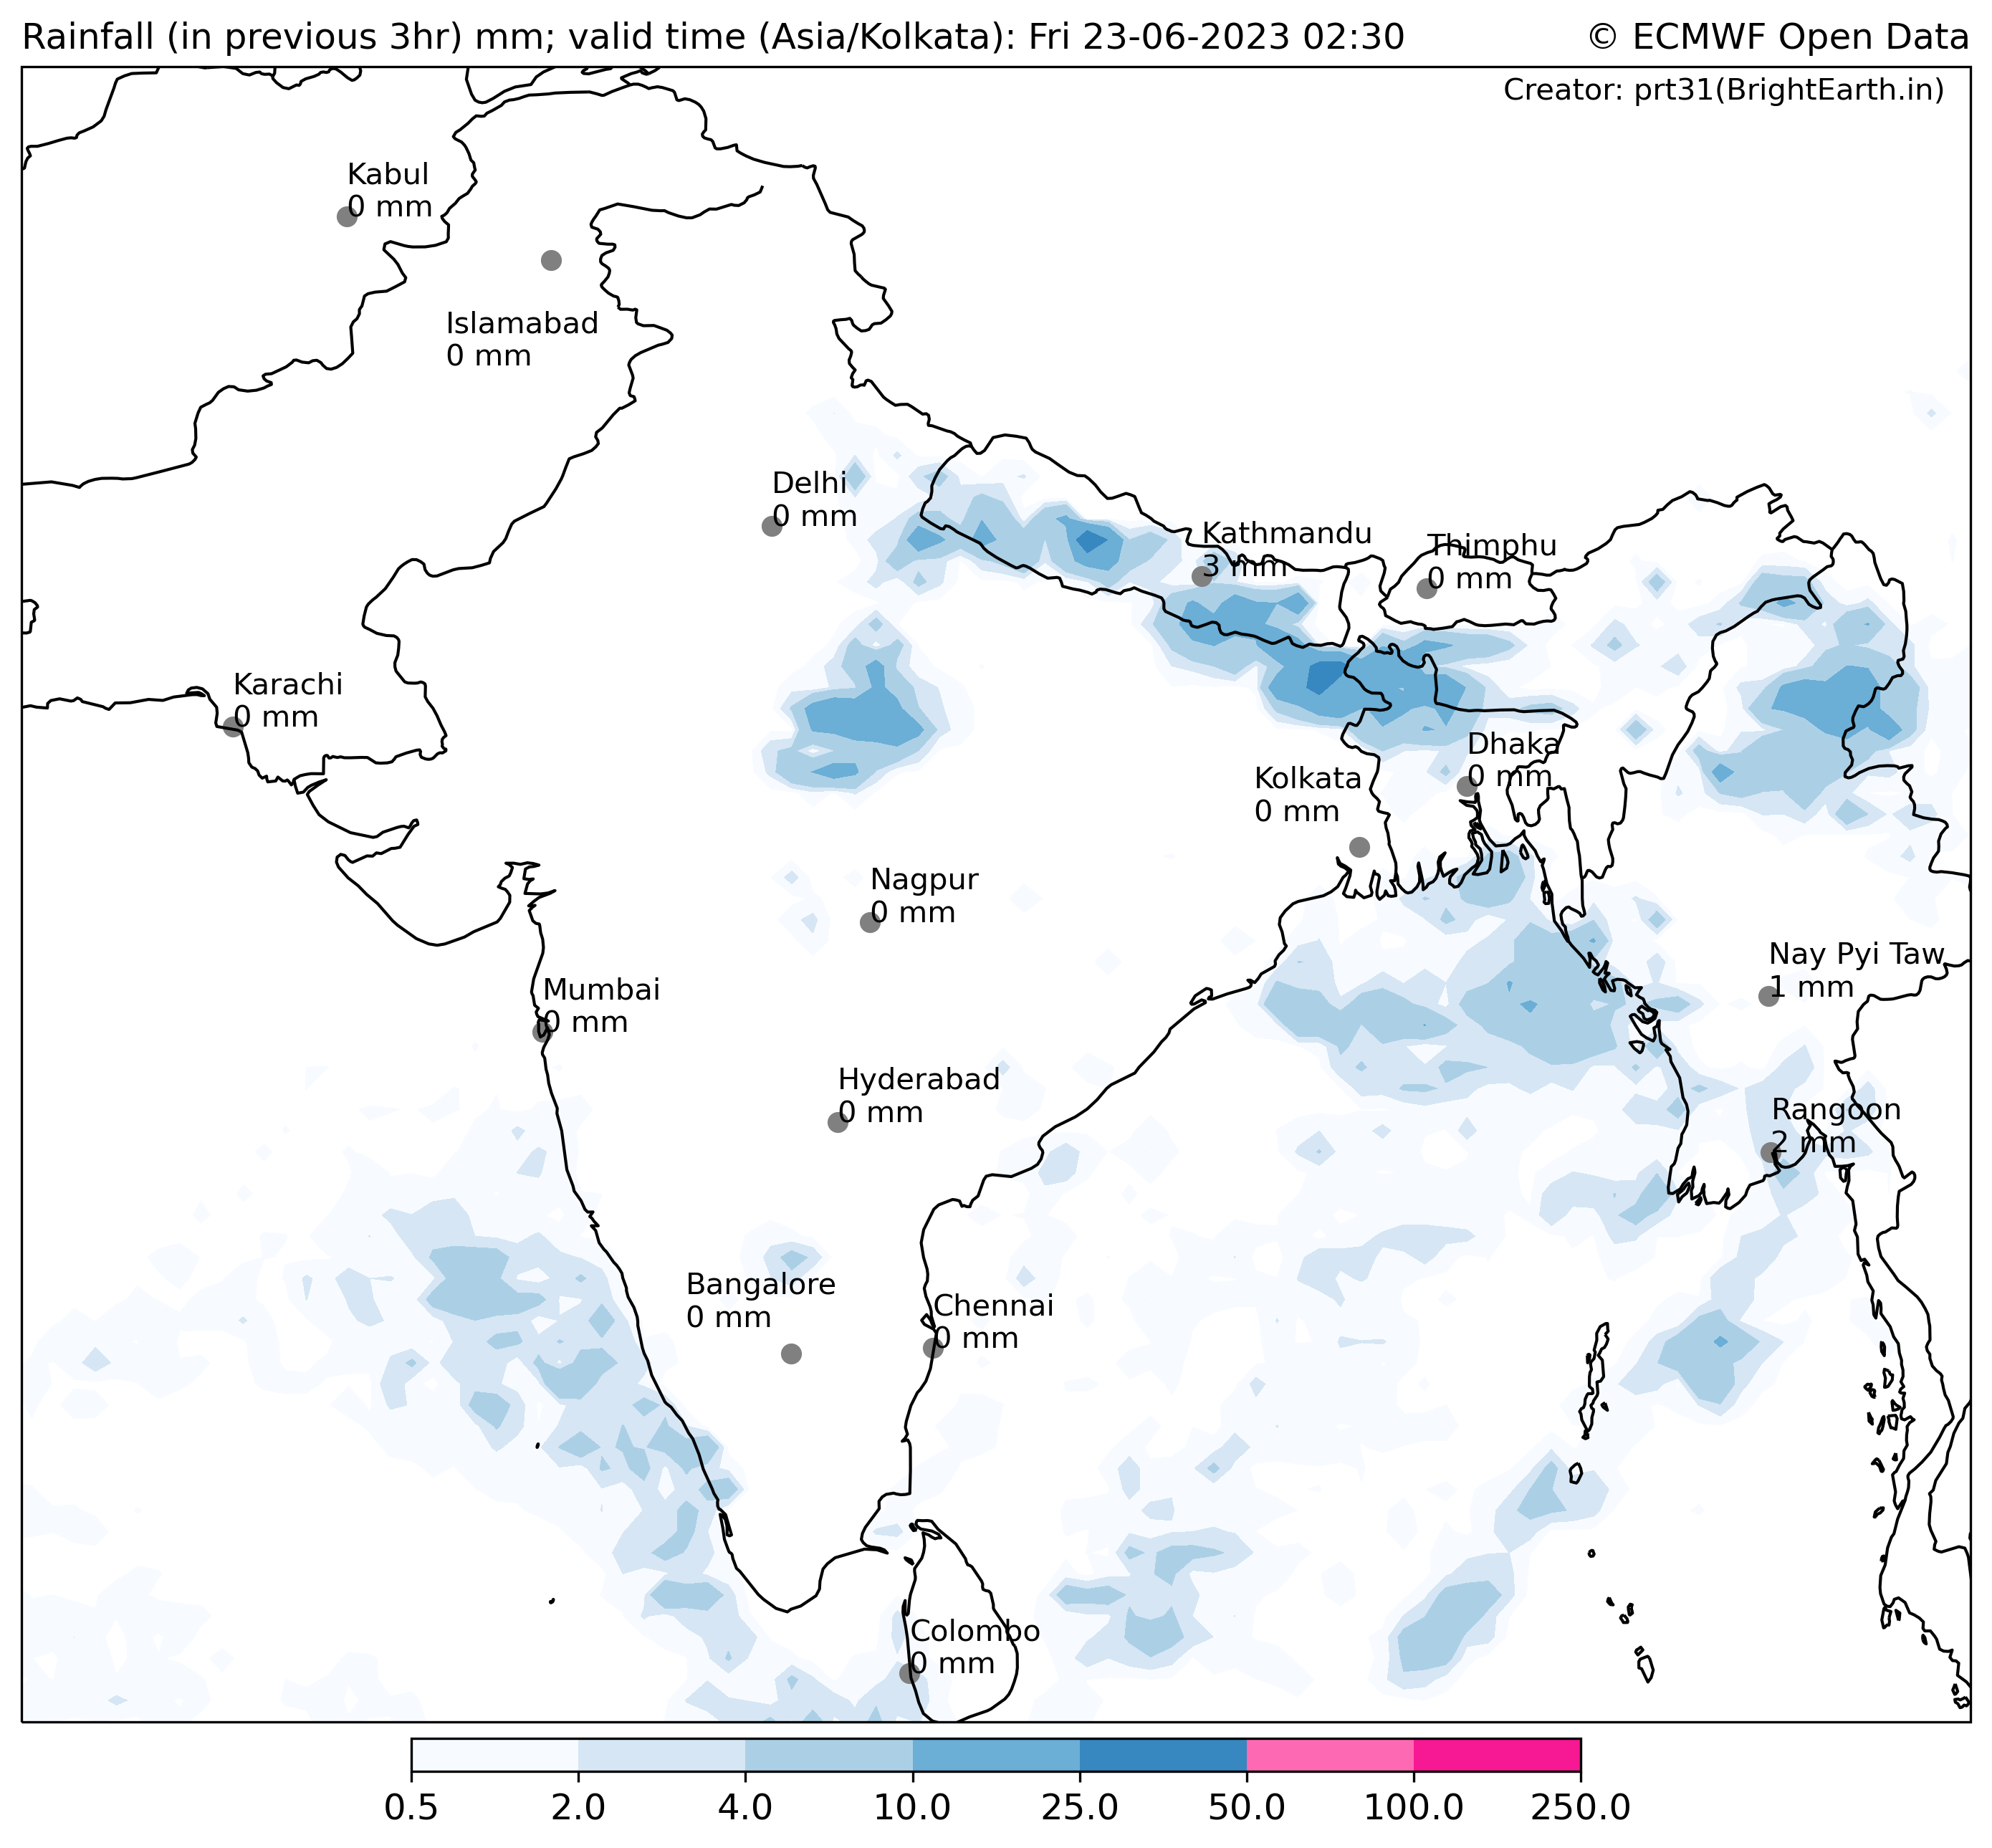 Rainfall (in previous 3hr) mm; valid time (Asia/Kolkata): Fri 23-06-2023 02:30
© ECMWF Open Data
Creator: prt31(BrightEarth.in)
Kabul
0 mm
Islamabad
0 mm
Delhi
0 mm
Kathmandu
3 mm
Thimphu
0 mm
Karachi
0 mm
Dhaka
0 mm
Kolkata
0 mm
Nagpur
0 mm
Nay Pyi Taw
1 mm
Mumbai
0 mm
Hyderabad
0 mm
Rangoon
2 mm
Bangalore
0 mm
Chennai
0 mm
Colombo
0 mm
0.5
2.0
4.0
10.0
25.0
50.0
100.0
250.0